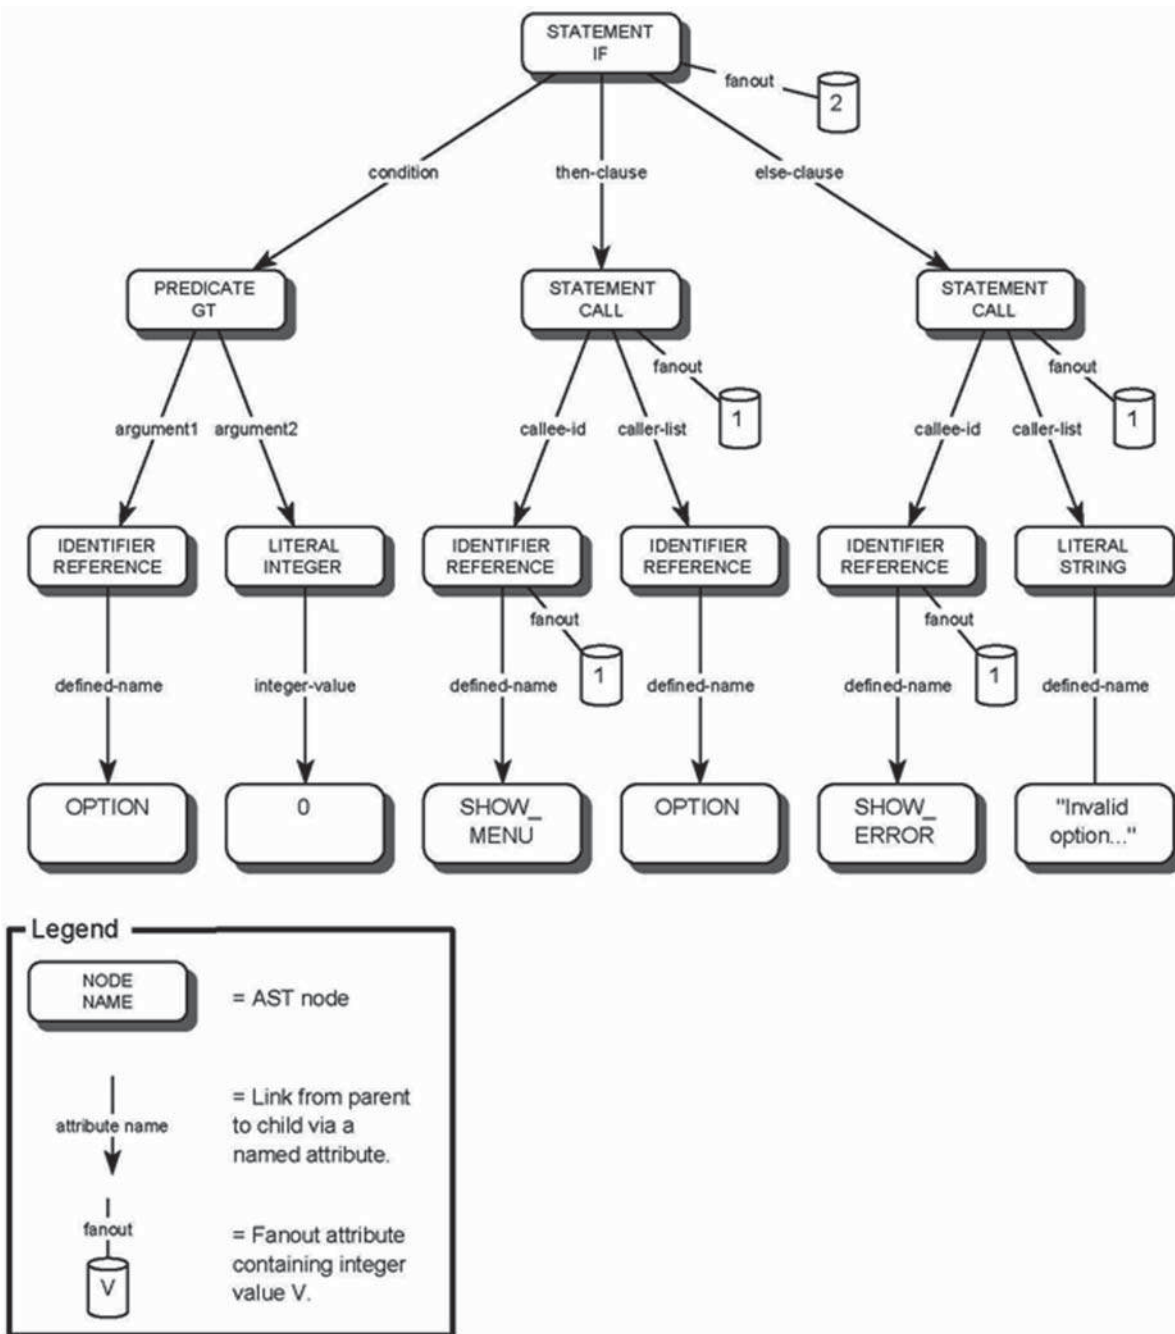 STATEMENT
IF
fanout
2
condition
then-clause
else-clause
PREDICATE
GT
STATEMENT
CALL
STATEMENT
CALL
fanout
1
fanout
1
argument1
argument2
callee-id
caller-list
callee-id
caller-list
IDENTIFIER
REFERENCE
LITERAL
INTEGER
IDENTIFIER
REFERENCE
IDENTIFIER
REFERENCE
IDENTIFIER
REFERENCE
LITERAL
STRING
fanout
1
fanout
1
defined-name
integer-value
defined-name
defined-name
defined-name
defined-name
OPTION
0
SHOW_
MENU
OPTION
SHOW_
ERROR
"Invalid
option..."
Legend
NODE
NAME
= AST node
attribute name
= Link from parent
to child via a
named attribute.
fanout
V
= Fanout attribute
containing integer
value V.